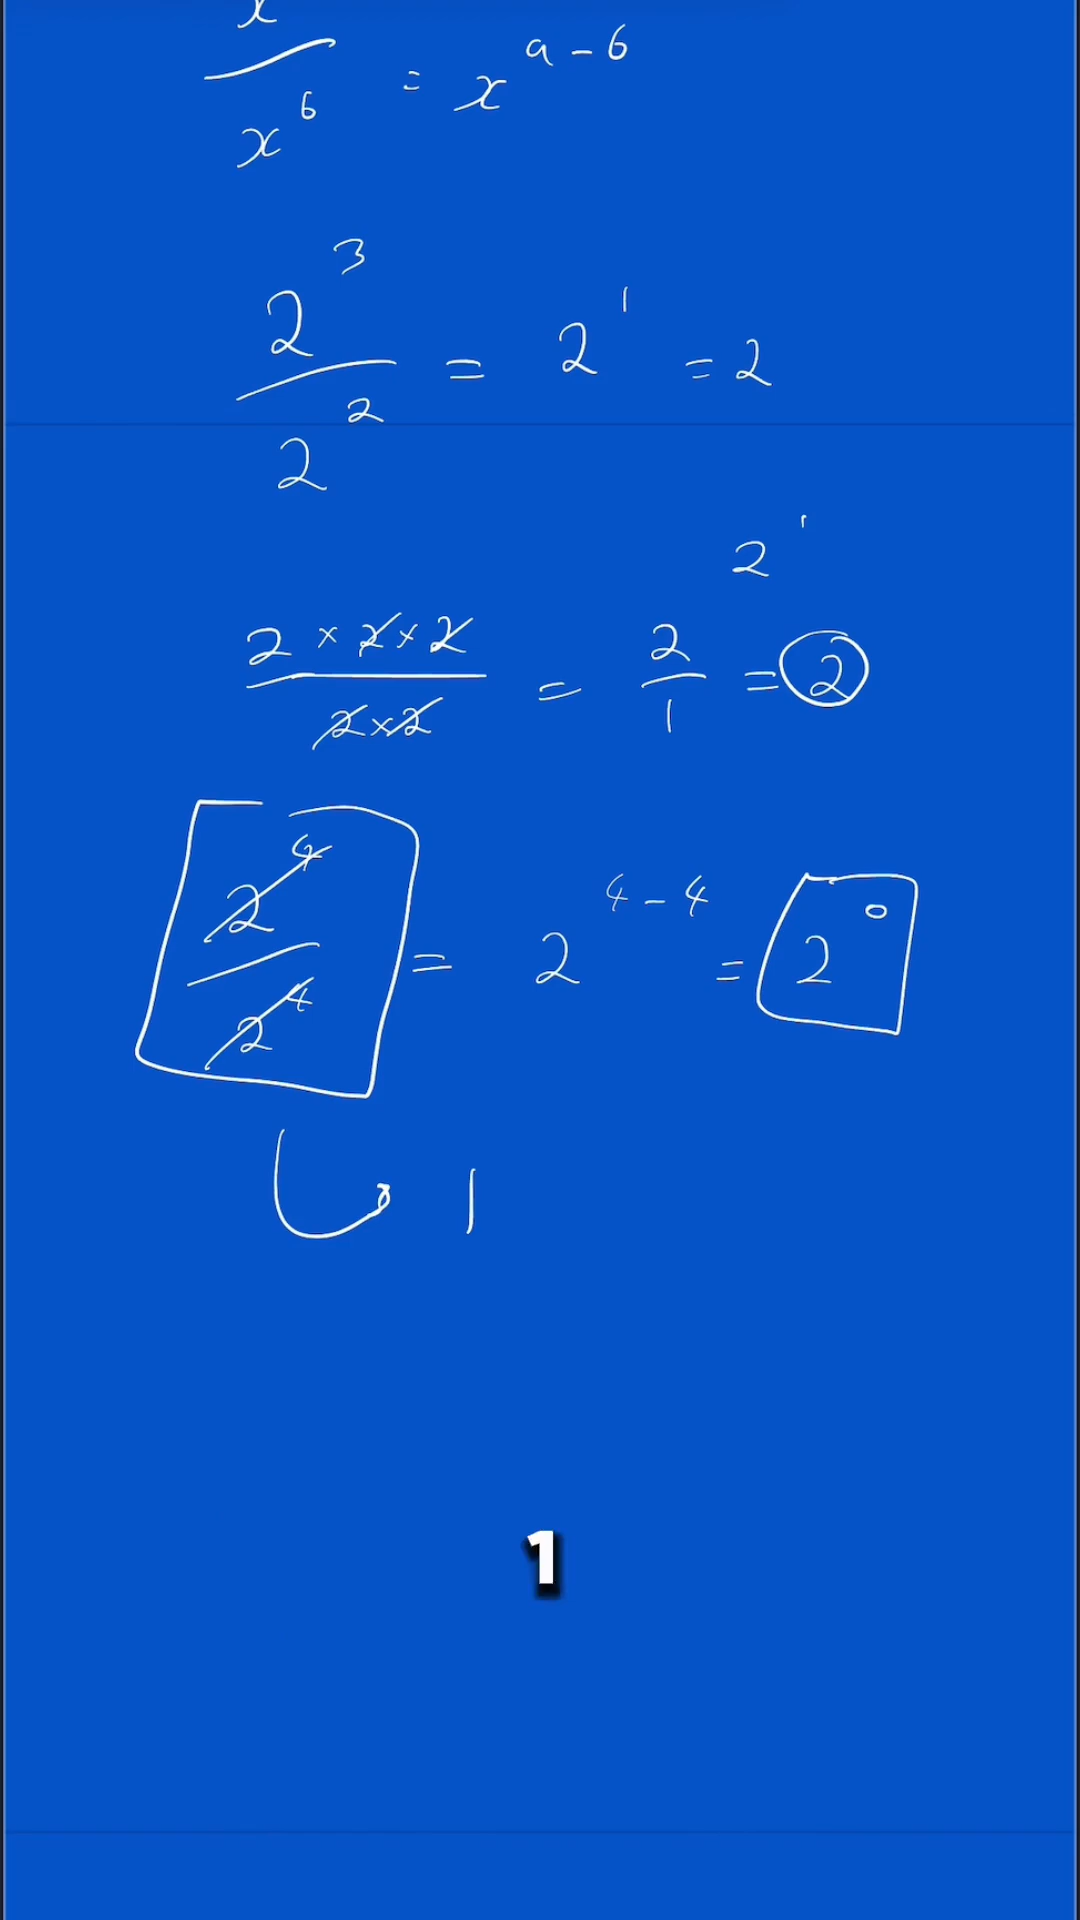 x / x^6 = x^(a-6)
2^3 / 2^2 = 2^1 = 2
2^1
2 × 2 × 2 / 2 × 2 = 2 / 1 = 2
2^4 / 2^4 = 2^(4-4) = 2^0
1
1